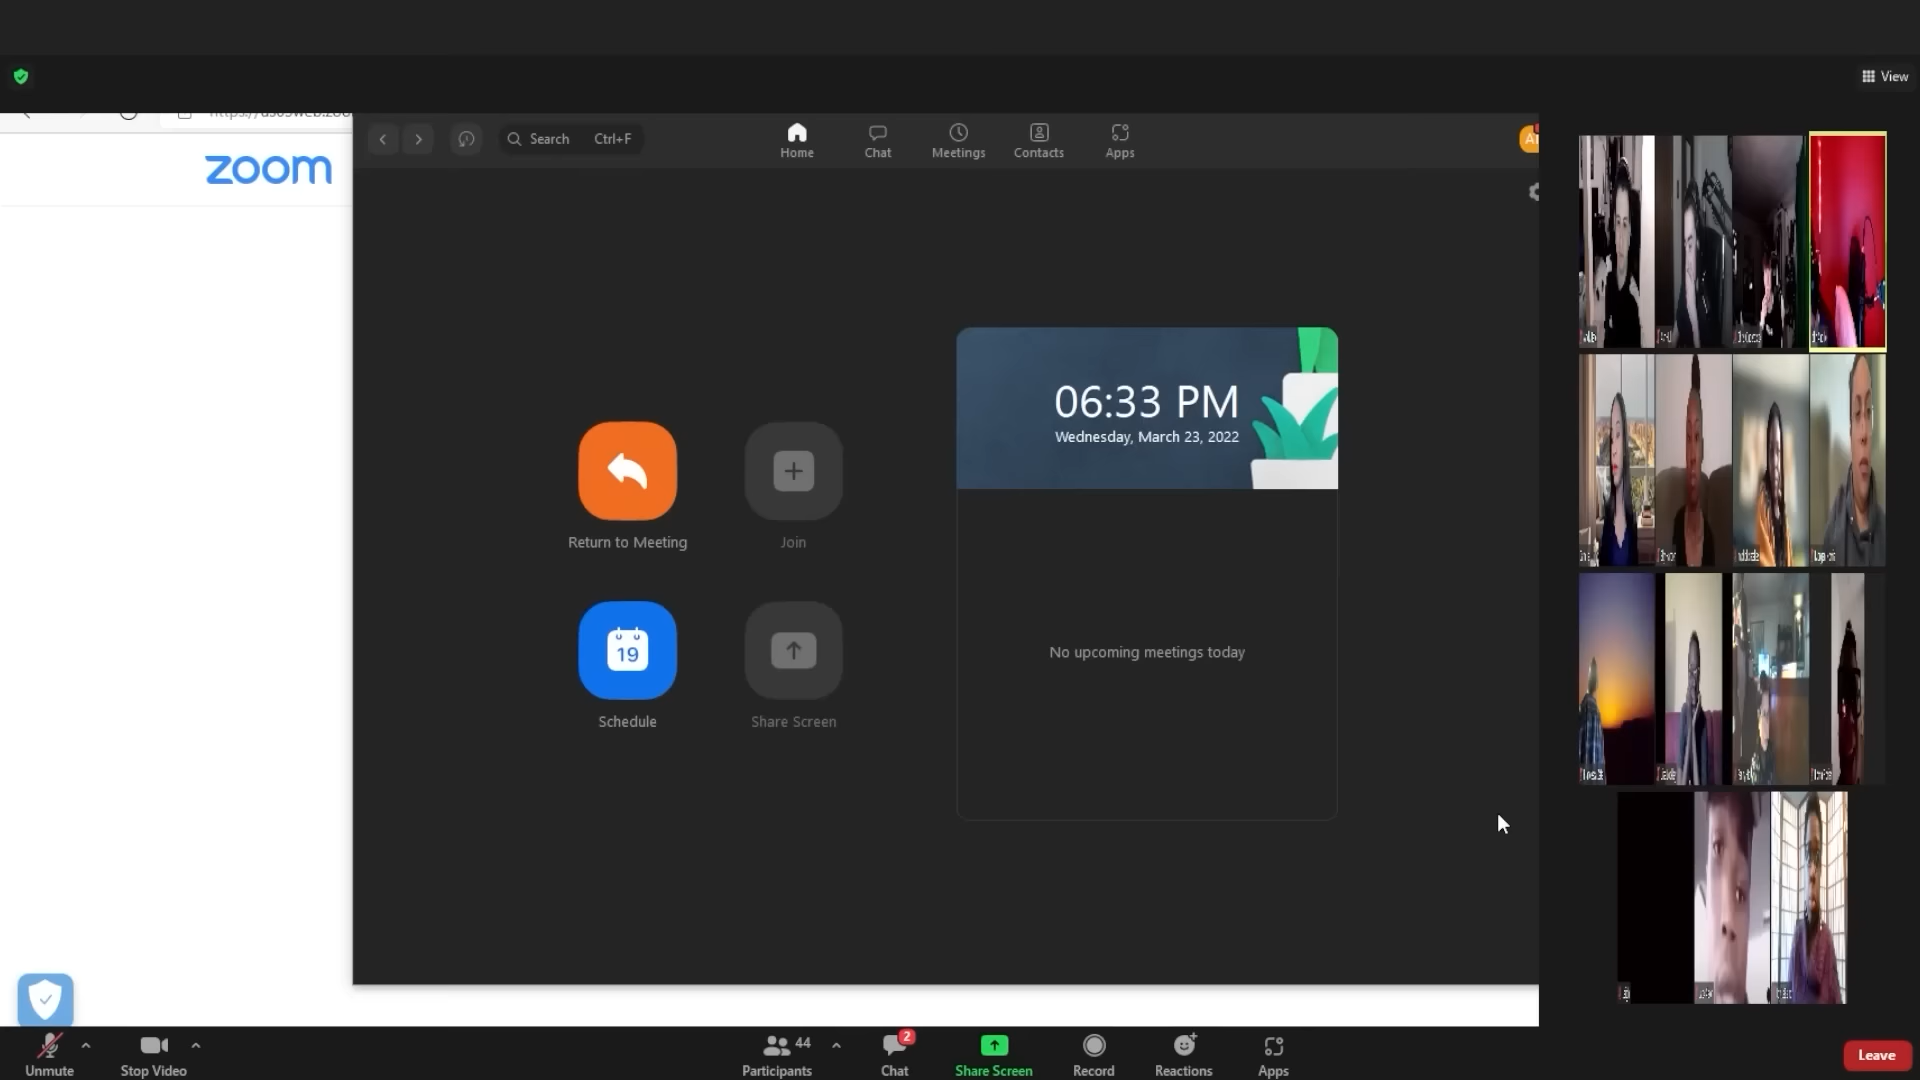 View
zoom
Search Ctrl+F
Home
Chat
Meetings
Contacts
Apps
06:33 PM
Wednesday, March 23, 2022
Return to Meeting
Join
19
Schedule
Share Screen
No upcoming meetings today
Unmute
Stop Video
44
Participants
2
Chat
Share Screen
Record
Reactions
Apps
Leave